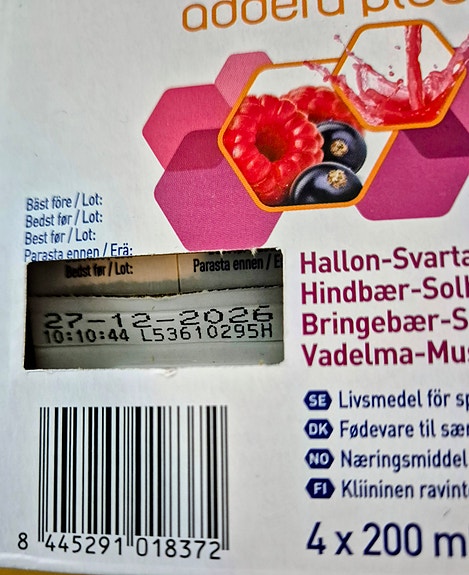 Bäst före / Lot:
Bedst før / Lot:
Best før / Lot:
Parasta ennen / Erä:
Bedst før / Lot:
Parasta ennen / E
27-12-2026
10:10:44 L53610295H
Hallon-Svarta
Hindbær-Solb
Bringebær-S
Vadelma-Mus
SE Livsmedel för sp
DK Fødevare til sær
NO Næringsmiddel
FI Kliininen ravint
4 x 200 m
8 445291 018372